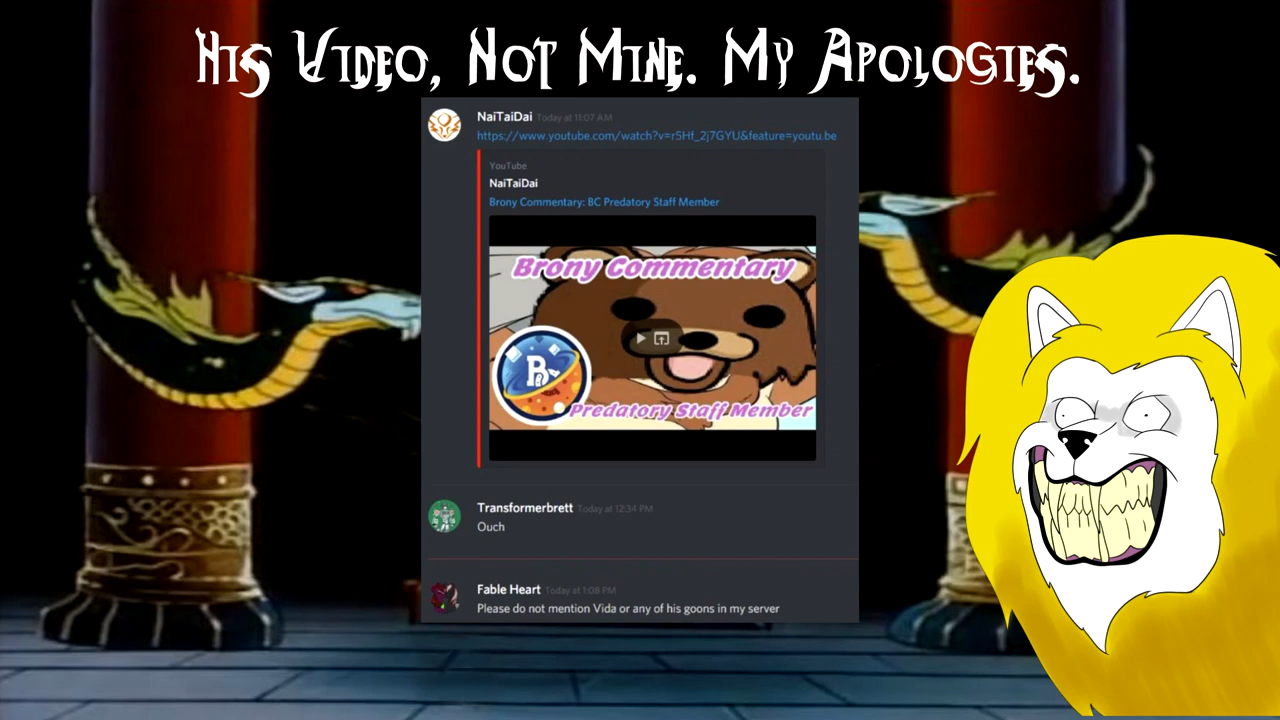 His Video, Not Mine. My Apologies.
NaiTaiDai Today at 11:07 AM
https://www.youtube.com/watch?v=r5Hf_2j7GYU&feature=youtu.be
YouTube
NaiTaiDai
Brony Commentary: BC Predatory Staff Member
Brony Commentary
B
Predatory Staff Member
Transformerbrett Today at 12:34 PM
Ouch
Fable Heart Today at 1:08 PM
Please do not mention Vida or any of his goons in my server